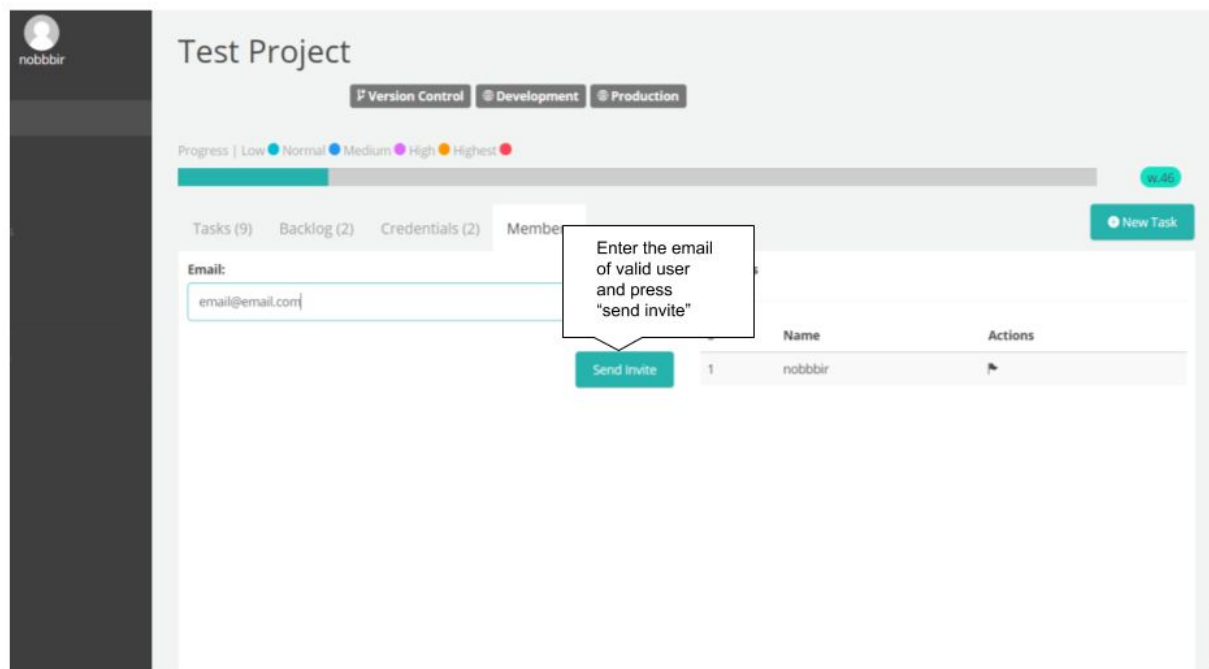 nobbbir
Test Project
Version Control Development Production
Progress | Low Normal Medium High Highest
w.46
Tasks (9) Backlog (2) Credentials (2)
New Task
Enter the email
of valid user
and press
“send invite”
Email:
email@email.com
Name Actions
Send Invite
1 nobbbir